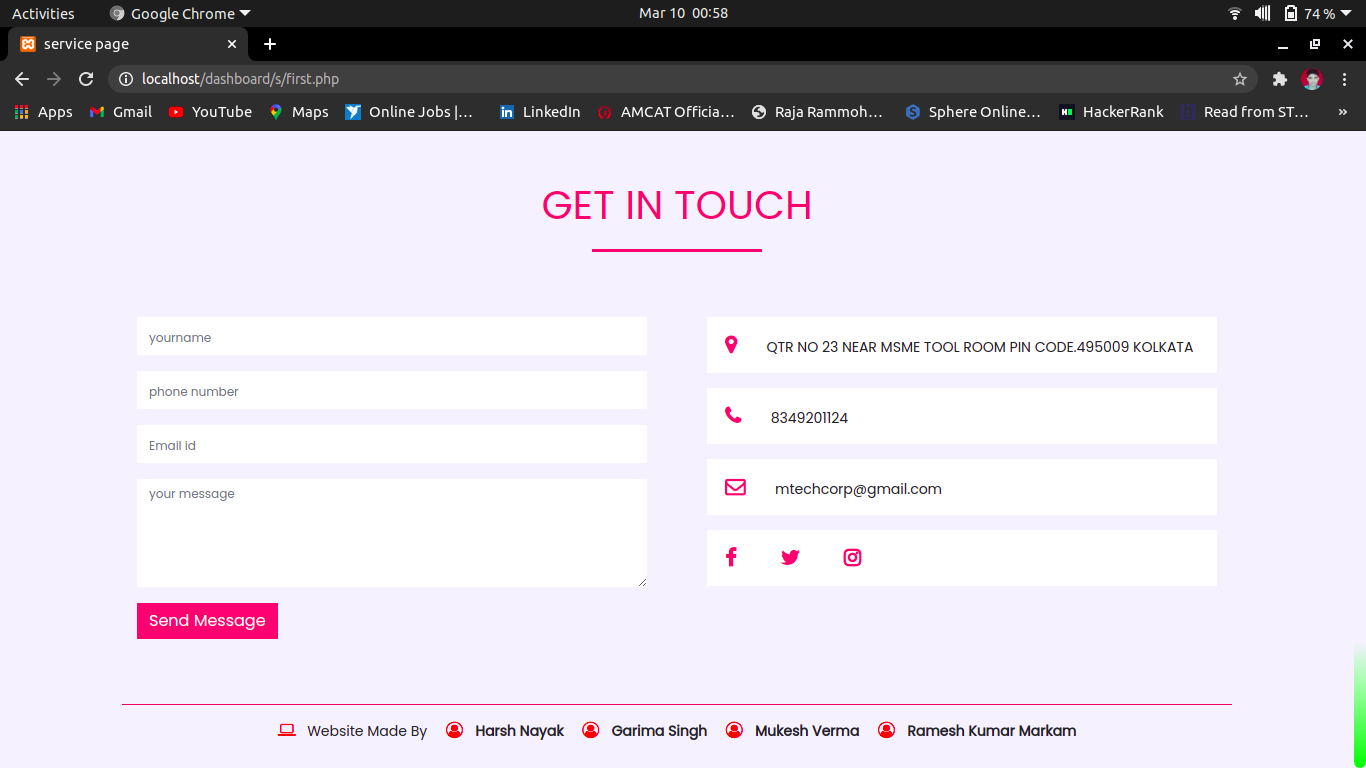 Activities Google Chrome Mar 10 00:58 74 %
service page
localhost/dashboard/s/first.php
Apps Gmail YouTube Maps Online Jobs |... LinkedIn AMCAT Officia... Raja Rammoh... Sphere Online... HackerRank Read from ST... »
GET IN TOUCH
yourname
phone number
Email id
your message
Send Message
QTR NO 23 NEAR MSME TOOL ROOM PIN CODE.495009 KOLKATA
8349201124
mtechcorp@gmail.com
Website Made By Harsh Nayak Garima Singh Mukesh Verma Ramesh Kumar Markam